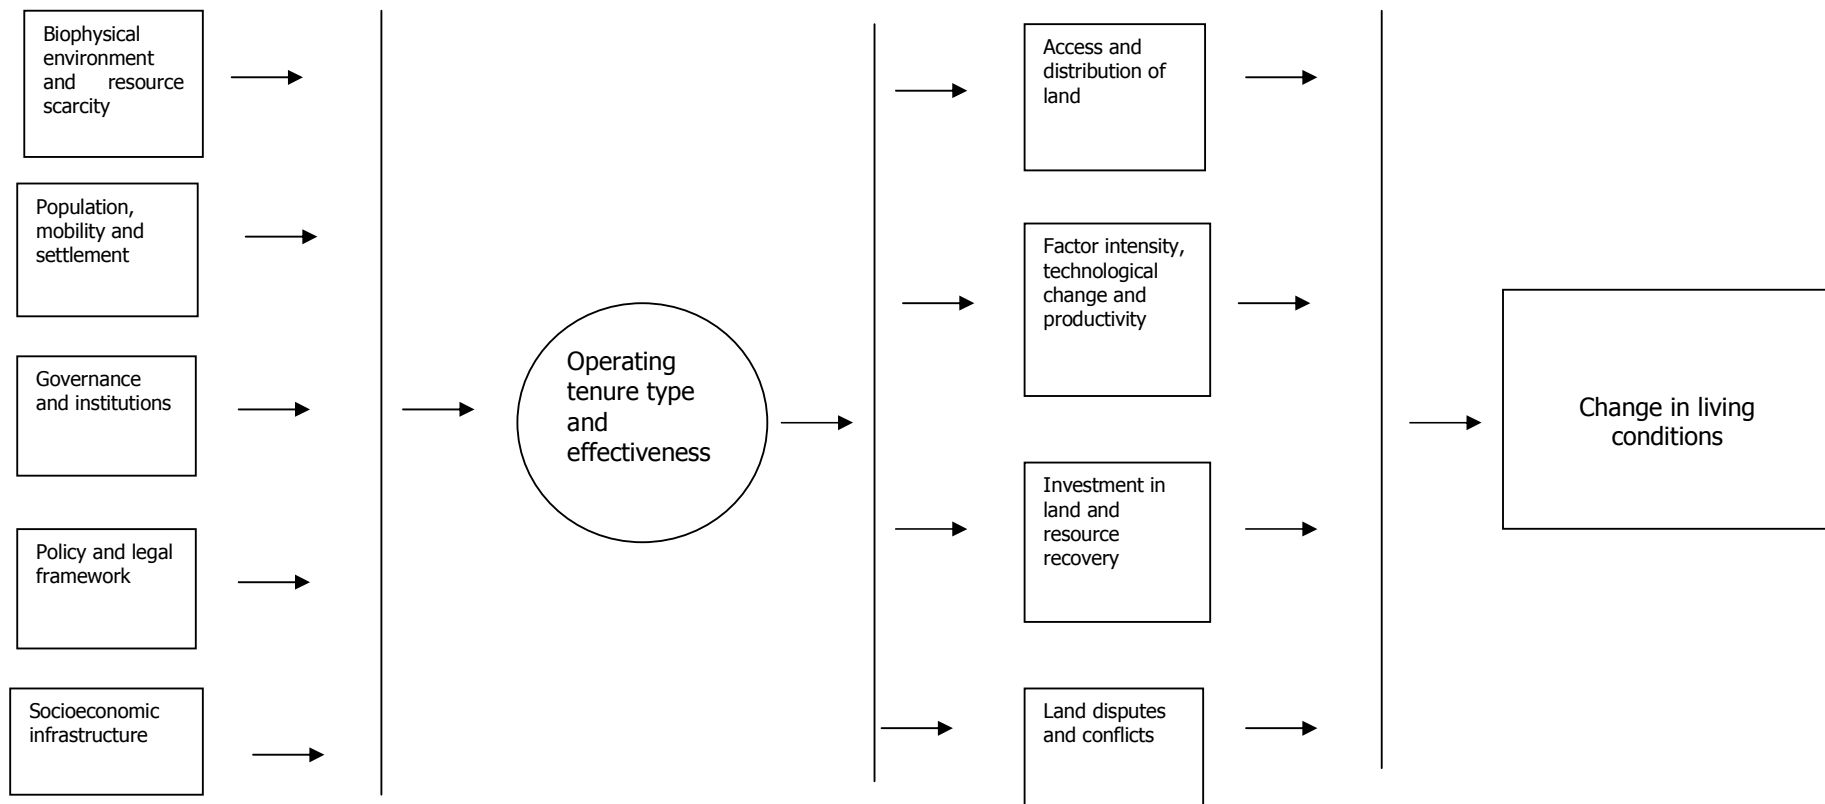 Biophysical
environment
and resource
scarcity
Population,
mobility and
settlement
Governance
and institutions
Policy and legal
framework
Socioeconomic
infrastructure
Operating
tenure type
and
effectiveness
Access and
distribution of
land
Factor intensity,
technological
change and
productivity
Investment in
land and
resource
recovery
Land disputes
and conflicts
Change in living
conditions